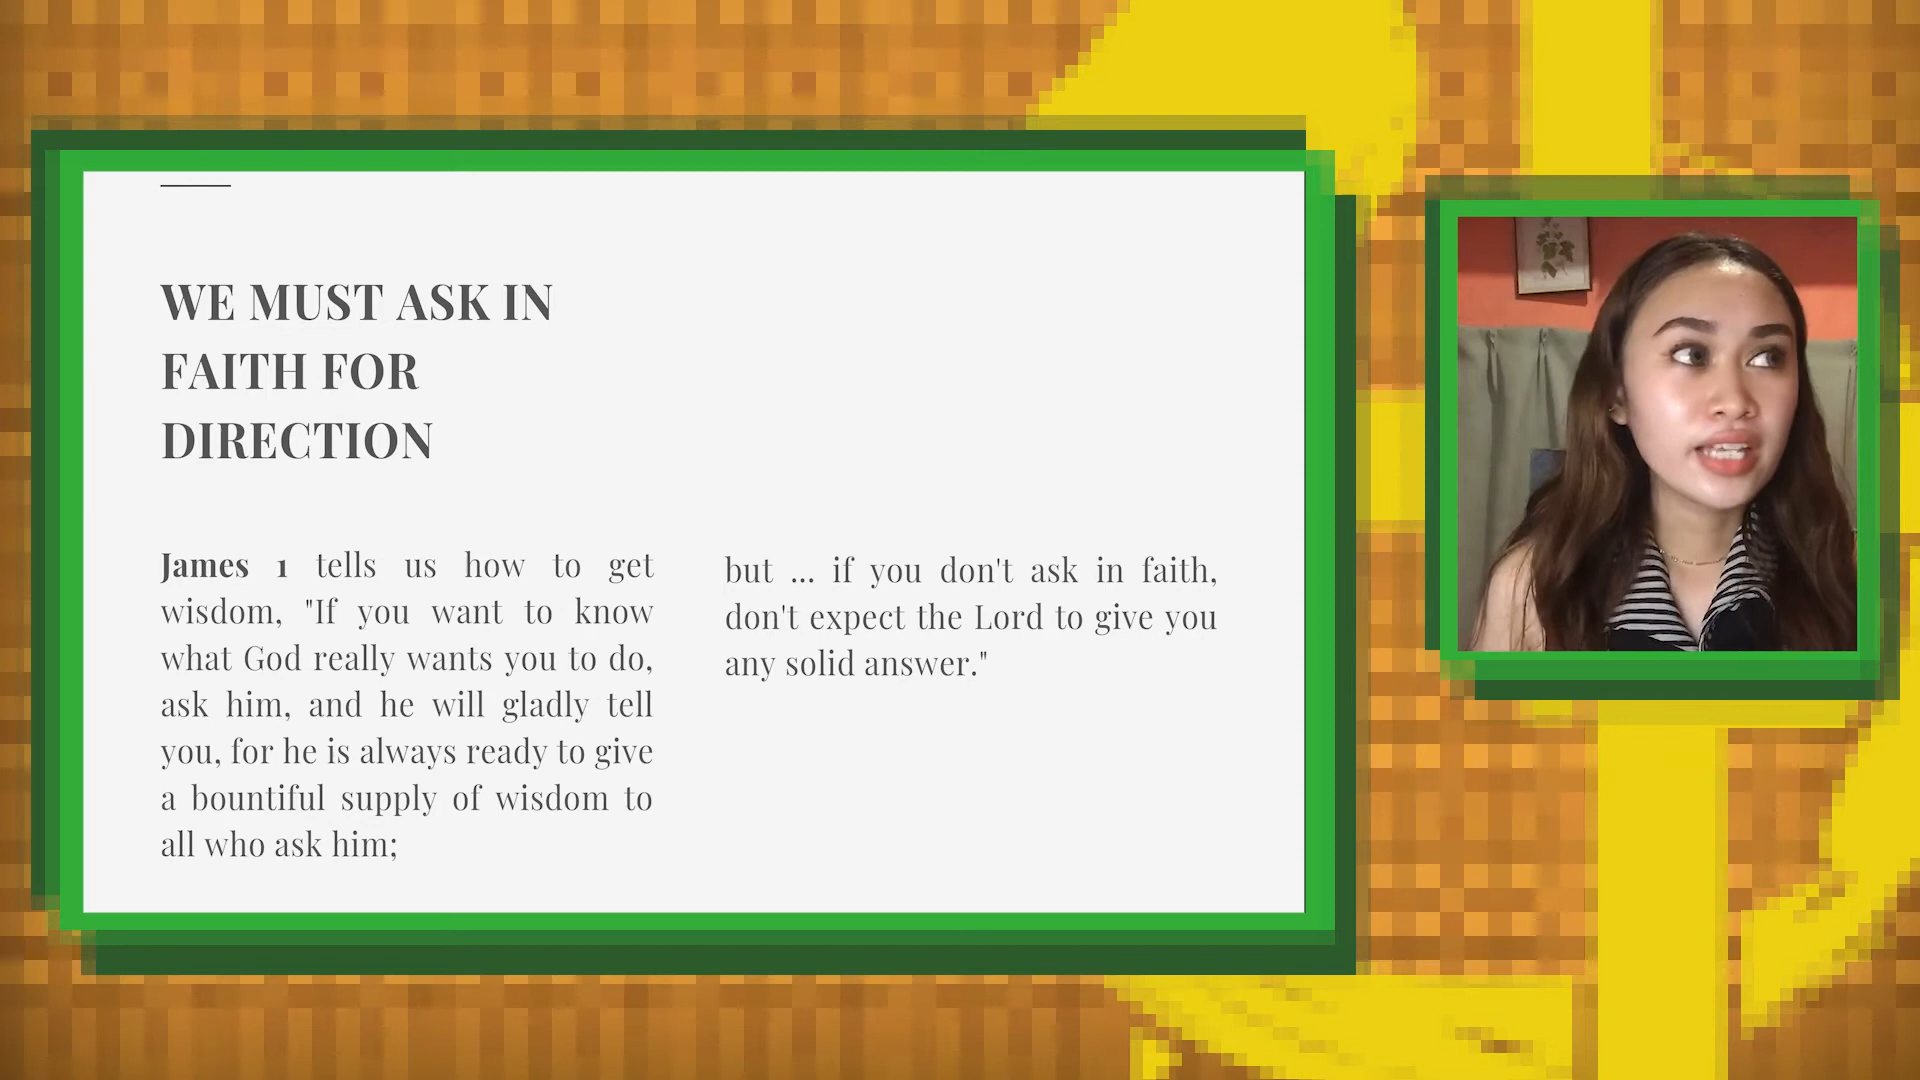 WE MUST ASK IN
FAITH FOR
DIRECTION
James 1 tells us how to get
wisdom, "If you want to know
what God really wants you to do,
ask him, and he will gladly tell
you, for he is always ready to give
a bountiful supply of wisdom to
all who ask him;
but ... if you don't ask in faith,
don't expect the Lord to give you
any solid answer."